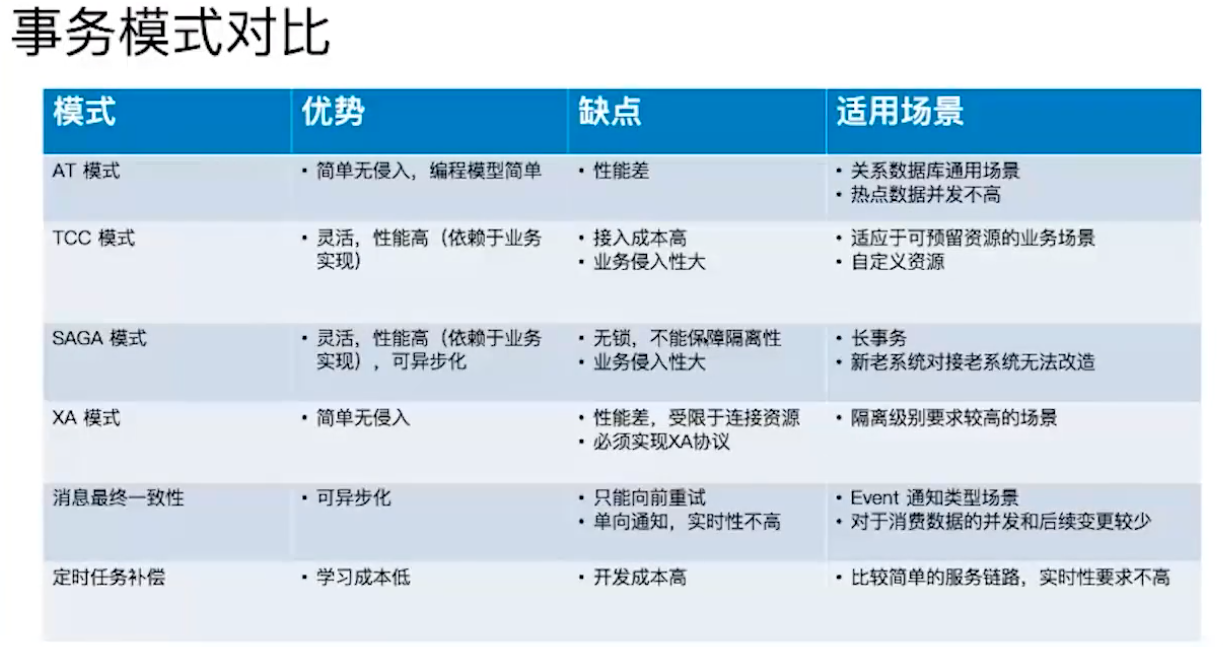 事务模式对比
模式 优势 缺点 适用场景
AT 模式
• 简单无侵入，编程模型简单
• 性能差
• 关系数据库通用场景
• 热点数据并发不高
TCC 模式
• 灵活，性能高（依赖于业务
实现）
• 接入成本高
• 业务侵入性大
• 适应于可预留资源的业务场景
• 自定义资源
SAGA 模式
• 灵活，性能高（依赖于业务
实现），可异步化
• 无锁，不能保障隔离性
• 业务侵入性大
• 长事务
• 新老系统对接老系统无法改造
XA 模式
• 简单无侵入
• 性能差，受限于连接资源
• 必须实现XA协议
• 隔离级别要求较高的场景
消息最终一致性
• 可异步化
• 只能向前重试
• 单向通知，实时性不高
• Event 通知类型场景
• 对于消费数据的并发和后续变更较少
定时任务补偿
• 学习成本低
• 开发成本高
• 比较简单的服务链路，实时性要求不高